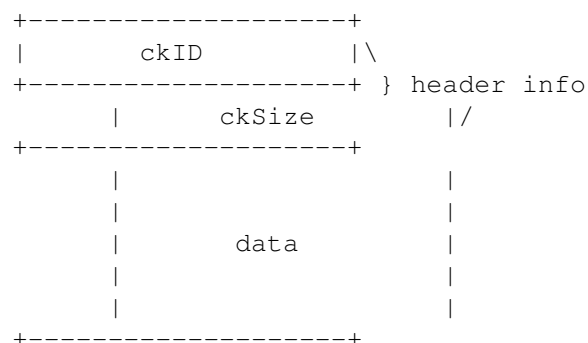 +--------------------+
|       ckID         |\
+--------------------+ } header info
      |      ckSize        |/
+--------------------+
      |                    |
      |                    |
      |       data         |
      |                    |
      |                    |
+--------------------+